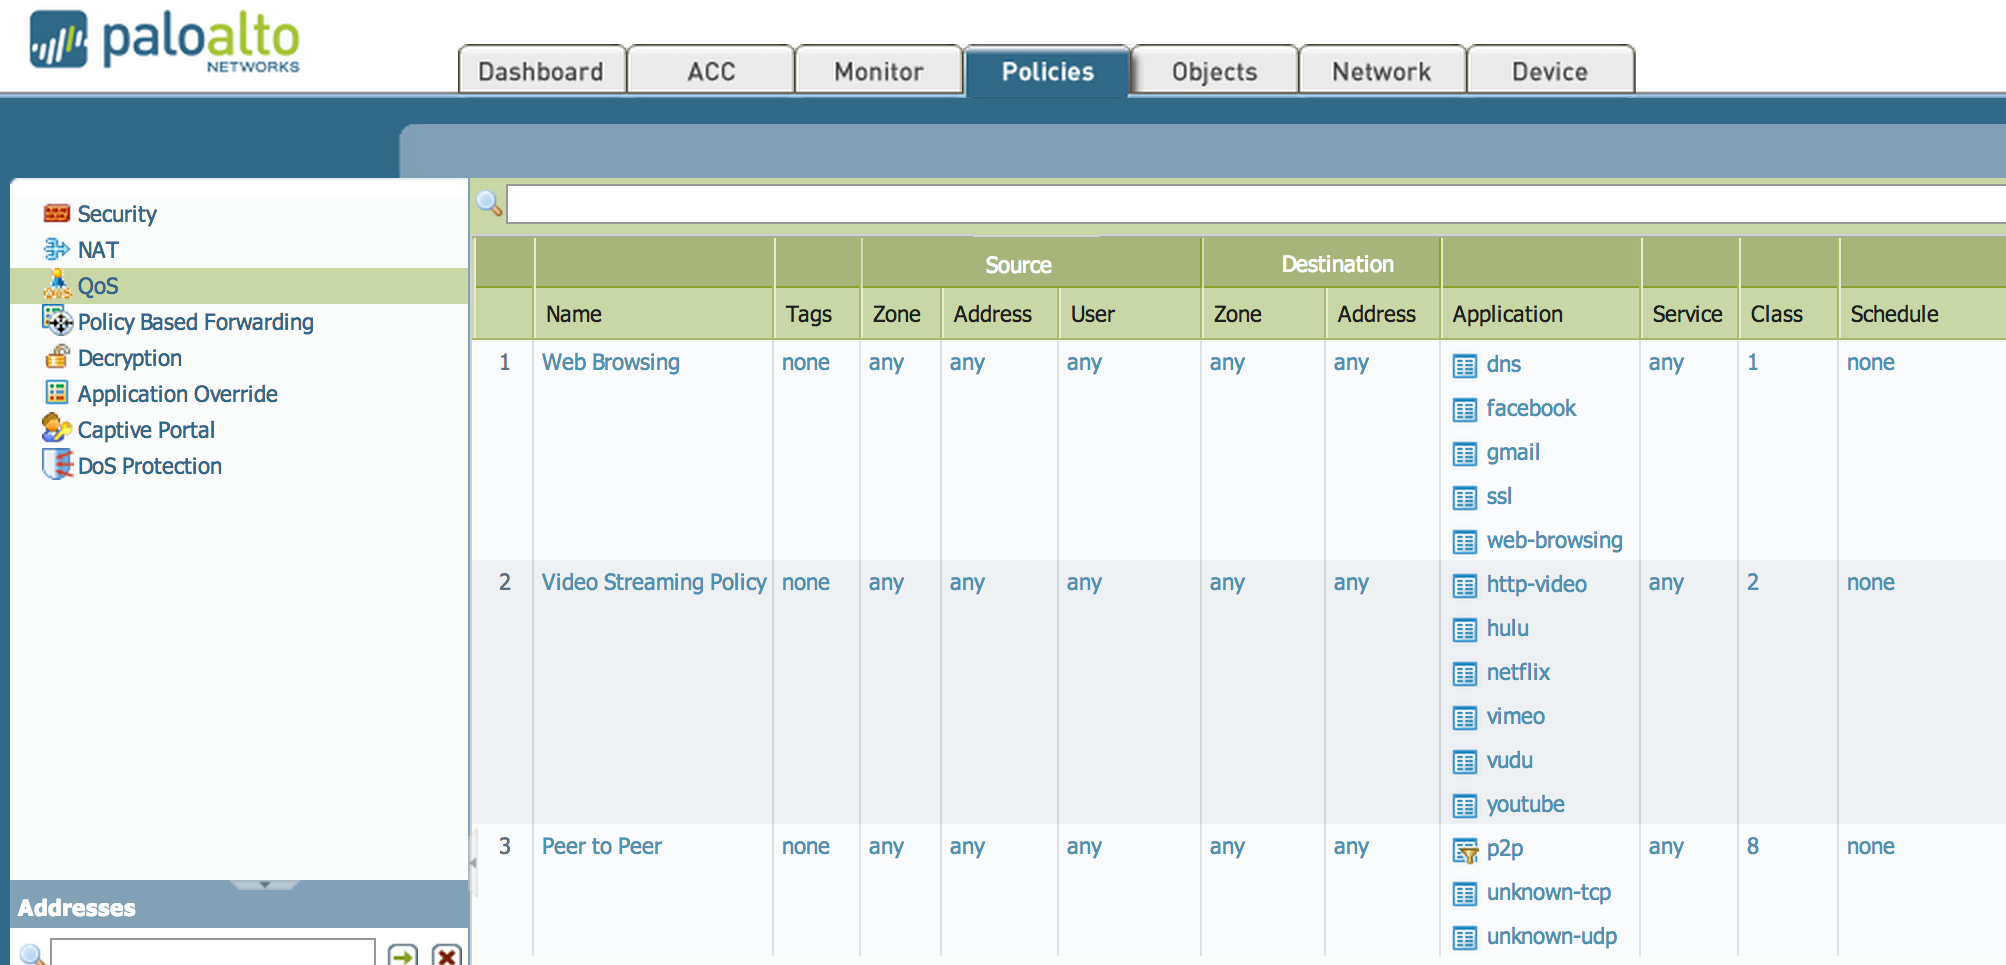 paloalto
NETWORKS
Dashboard ACC Monitor Policies Objects Network Device
Security
NAT
QoS
Policy Based Forwarding
Decryption
Application Override
Captive Portal
DoS Protection
Addresses
Source Destination
Name Tags Zone Address User Zone Address Application Service Class Schedule
1 Web Browsing none any any any any any dns any 1 none
facebook
gmail
ssl
web-browsing
2 Video Streaming Policy none any any any any any http-video any 2 none
hulu
netflix
vimeo
vudu
youtube
3 Peer to Peer none any any any any any p2p any 8 none
unknown-tcp
unknown-udp